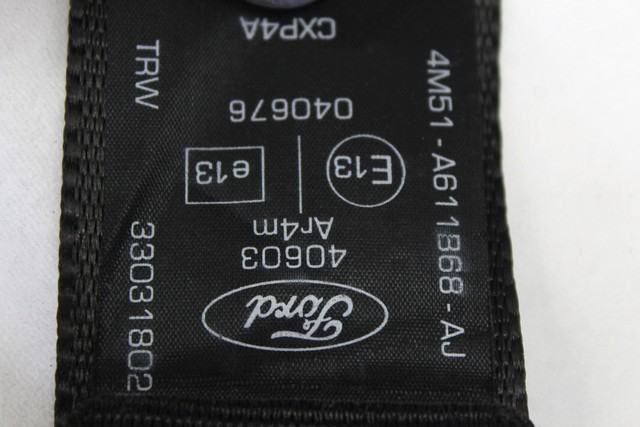 Ford
40603
Ar4m
E13 e13
040676
CXP4A
4M51-A611B68-AJ
TRW 33031802